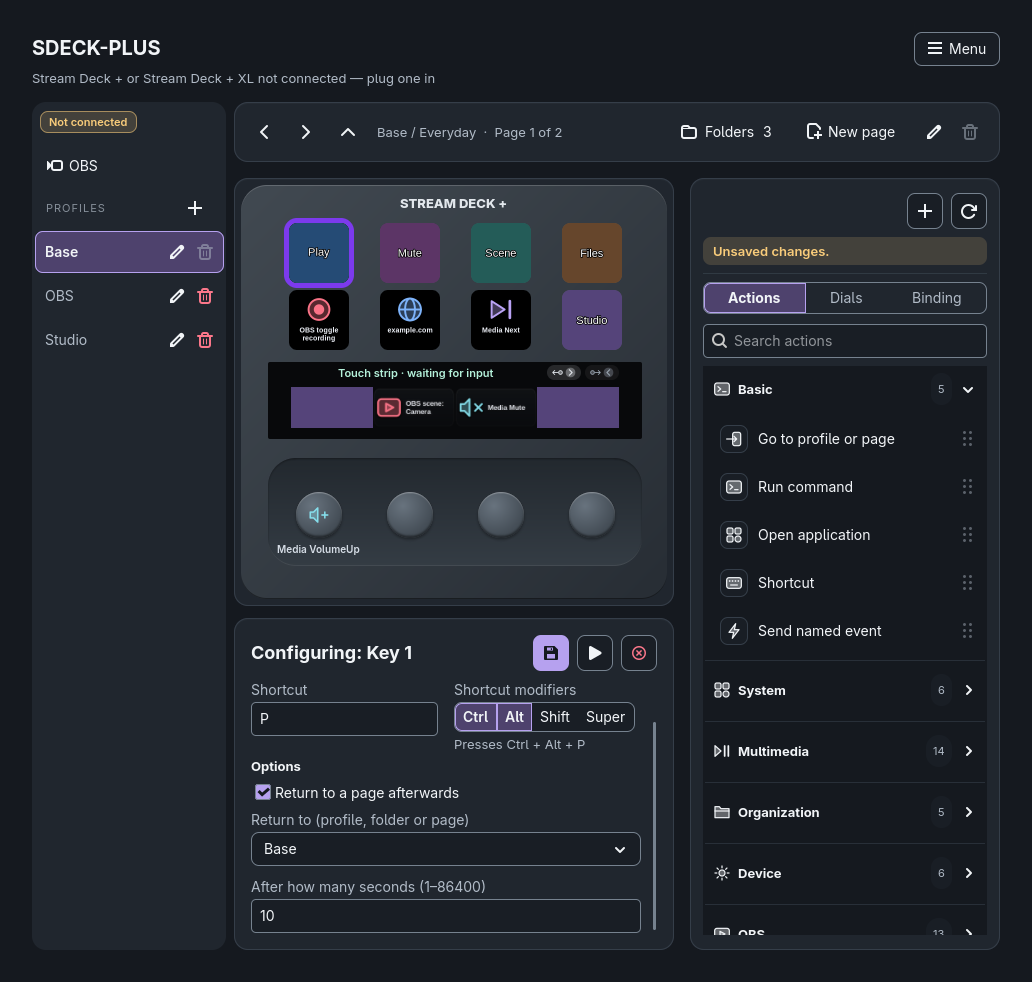 SDECK-PLUS
Menu
Stream Deck + or Stream Deck + XL not connected — plug one in
Not connected
OBS
PROFILES
Base
OBS
Studio
Base / Everyday · Page 1 of 2
Folders 3
New page
STREAM DECK +
Play
Mute
Scene
Files
OBS toggle
recording
example.com
Media Next
Studio
Touch strip · waiting for input
OBS scene:
Camera
Media Mute
Media VolumeUp
Configuring: Key 1
Shortcut
P
Shortcut modifiers
Ctrl Alt Shift Super
Presses Ctrl + Alt + P
Options
Return to a page afterwards
Return to (profile, folder or page)
Base
After how many seconds (1–86400)
10
Unsaved changes.
Actions Dials Binding
Search actions
Basic 5
Go to profile or page
Run command
Open application
Shortcut
Send named event
System 6
Multimedia 14
Organization 5
Device 6
OBS 13